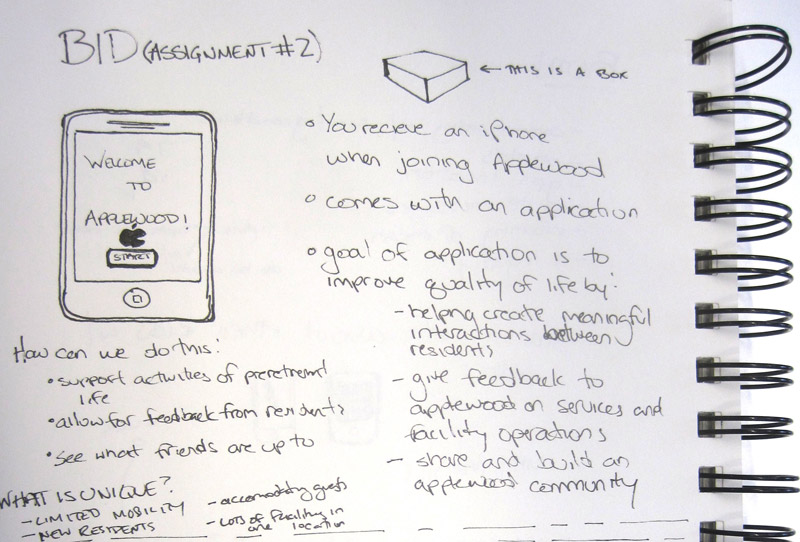 BID (ASSIGNMENT #2)
← THIS IS A BOX
WELCOME
TO
APPLEWOOD!
START
• You recieve an iPhone
when joining Applewood
• comes with an application
• goal of application is to
improve quality of life by:
- helping create meaningful
interactions between
residents
- give feedback to
applewood on services and
facility operations
- share and build an
applewood community
How can we do this:
• support activities of preretirement
life
• allow for feedback from residents
• see what friends are up to
WHAT IS UNIQUE?
- LIMITED MOBILITY
- NEW RESIDENTS
- accomodating guests
- LOTS of facility in
one location